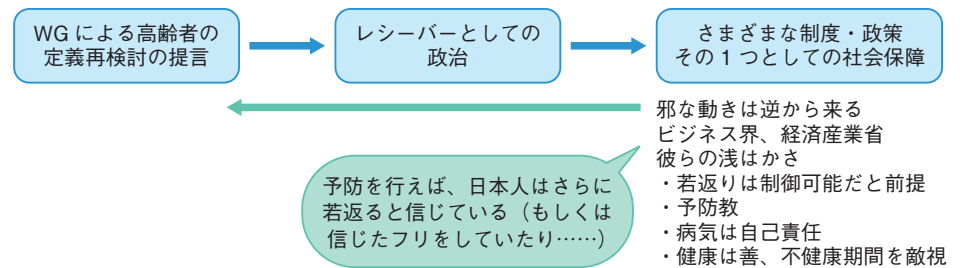 WGによる高齢者の
定義再検討の提言
レシーバーとしての
政治
さまざまな制度・政策
その1つとしての社会保障
邪な動きは逆から来る
ビジネス界、経済産業省
彼らの浅はかさ
・若返りは制御可能だと前提
・予防教
・病気は自己責任
・健康は善、不健康期間を敵視
予防を行えば、日本人はさらに
若返ると信じている（もしくは
信じたフリをしていたり……）